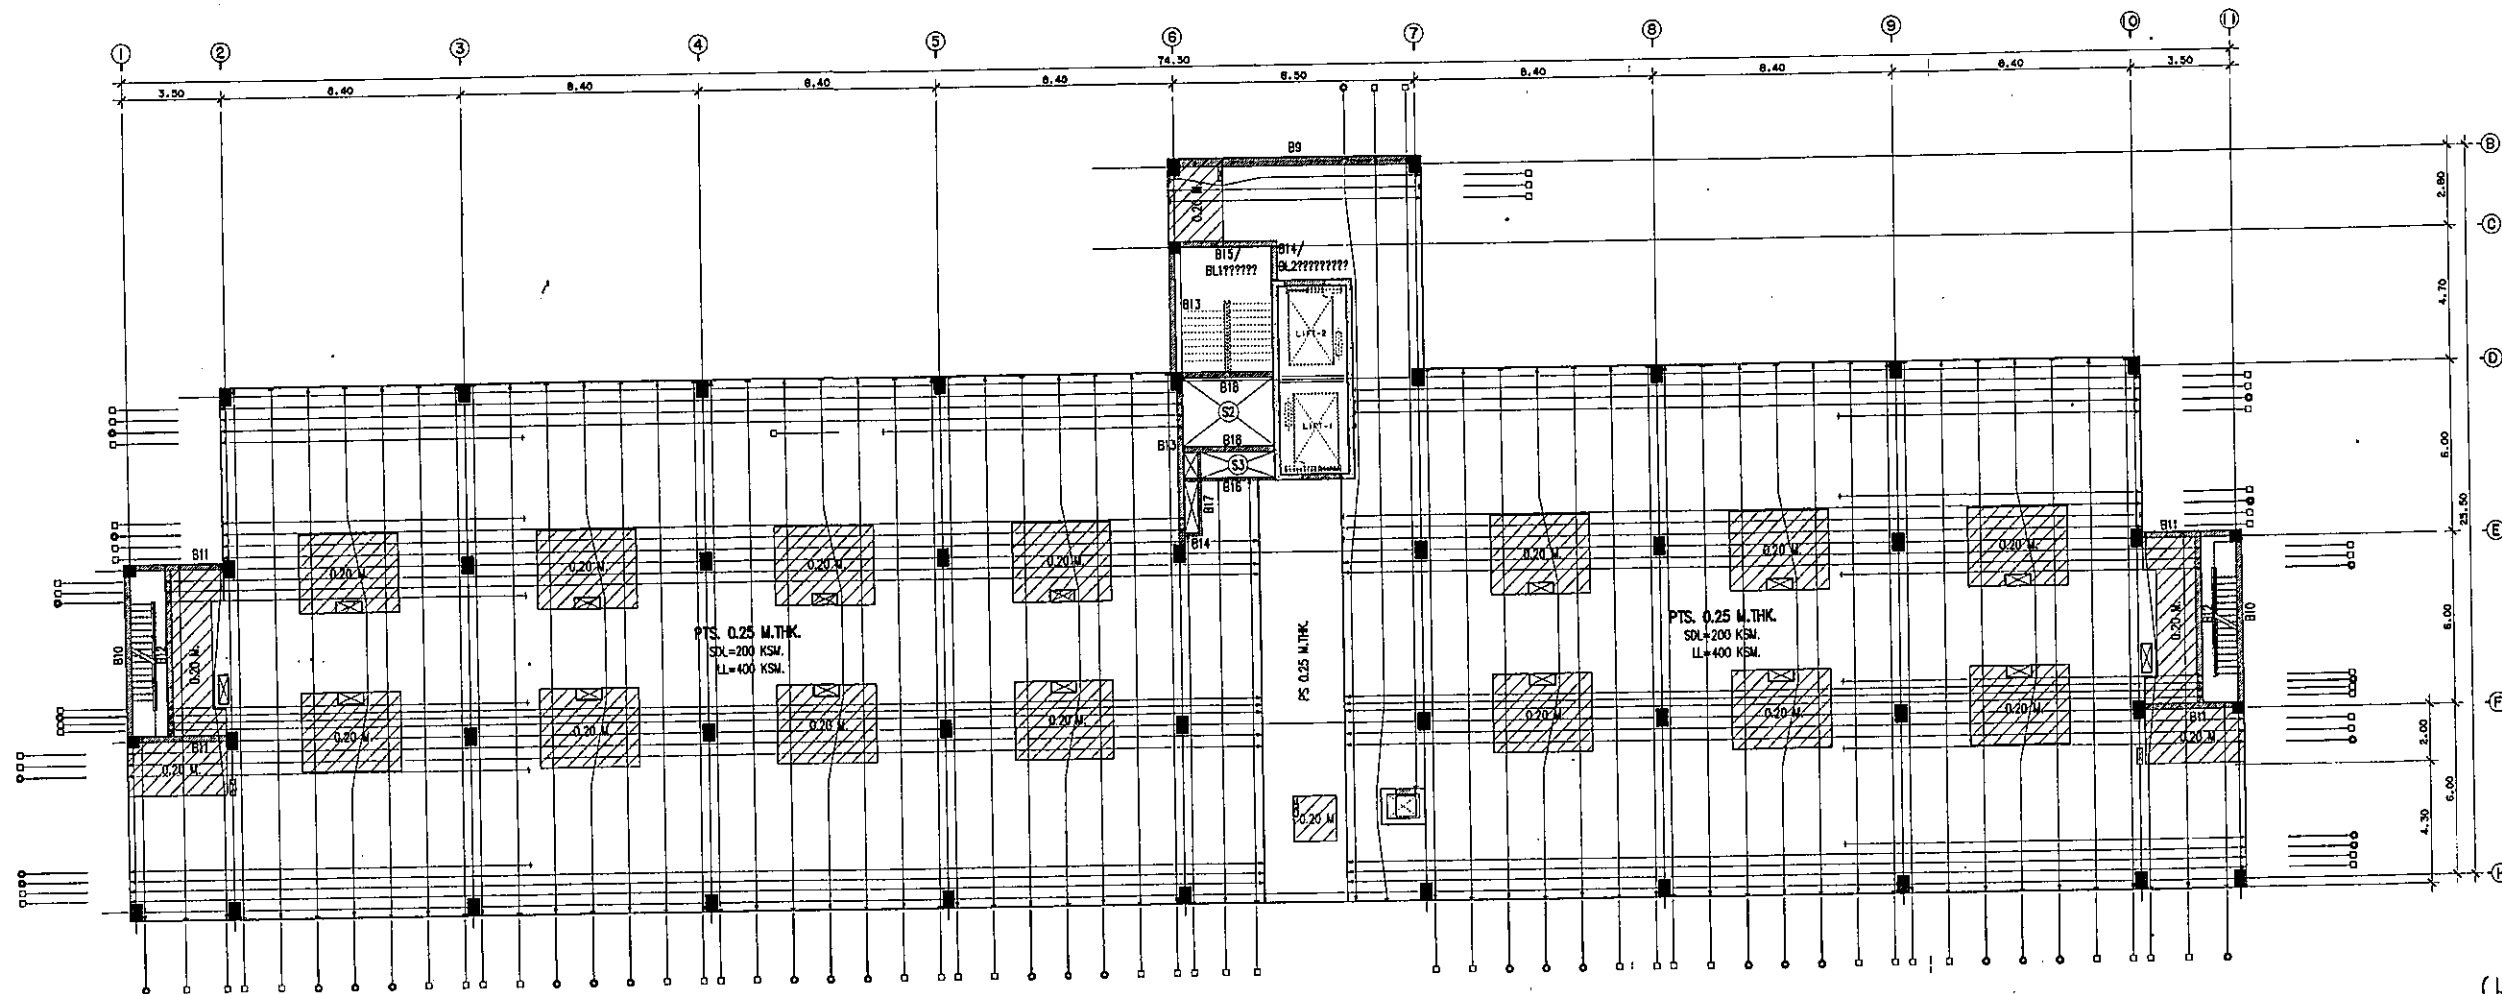 1 2 3 4 5 6 7 8 9 10 11
74.30
3.50 8.40 8.40 8.40 8.40 8.50 8.40 8.40 8.40 3.50
B9
B
2.80
0.20 M.
C
B15/ B14/
BL1?????? BL2?????????
B13
LIFT-2
4.70
D
B18
S2
LIFT-1
B13
B18
S3
B16
B17
B14
6.00
23.50
B11 B11
E
0.20 M. 0.20 M. 0.20 M. 0.20 M. 0.20 M. 0.20 M. 0.20 M.
B10 B12 0.20 M.
PTS. 0.25 M.THK.
SDL=200 KSM.
LL=400 KSM.
PS 0.25 M.THK.
PTS. 0.25 M.THK.
SDL=200 KSM.
LL=400 KSM.
0.20 M. B12 B10
6.00
F
0.20 M. 0.20 M. 0.20 M. 0.20 M. 0.20 M. 0.20 M. 0.20 M.
B11 B11
0.20 M. 0.20 M.
2.00
6.00
0.20 M
4.30
H